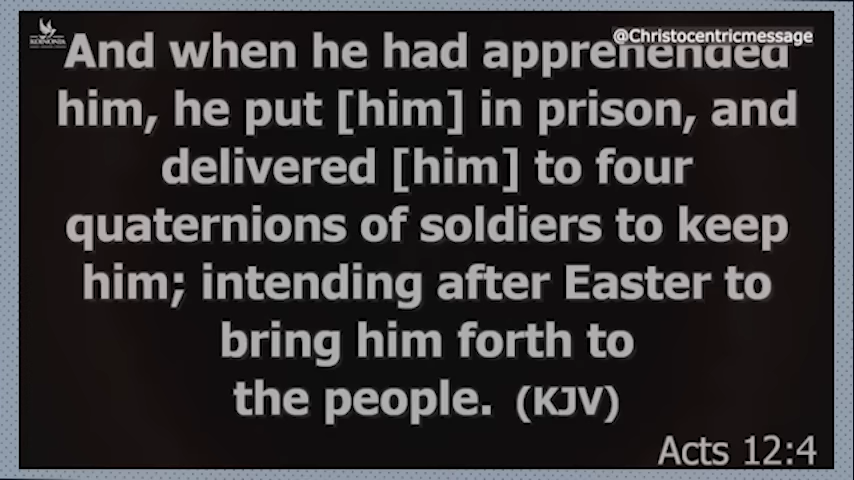 KOINONIA
@Christocentricmessage
And when he had apprehended
him, he put [him] in prison, and
delivered [him] to four
quaternions of soldiers to keep
him; intending after Easter to
bring him forth to
the people. (KJV)
Acts 12:4